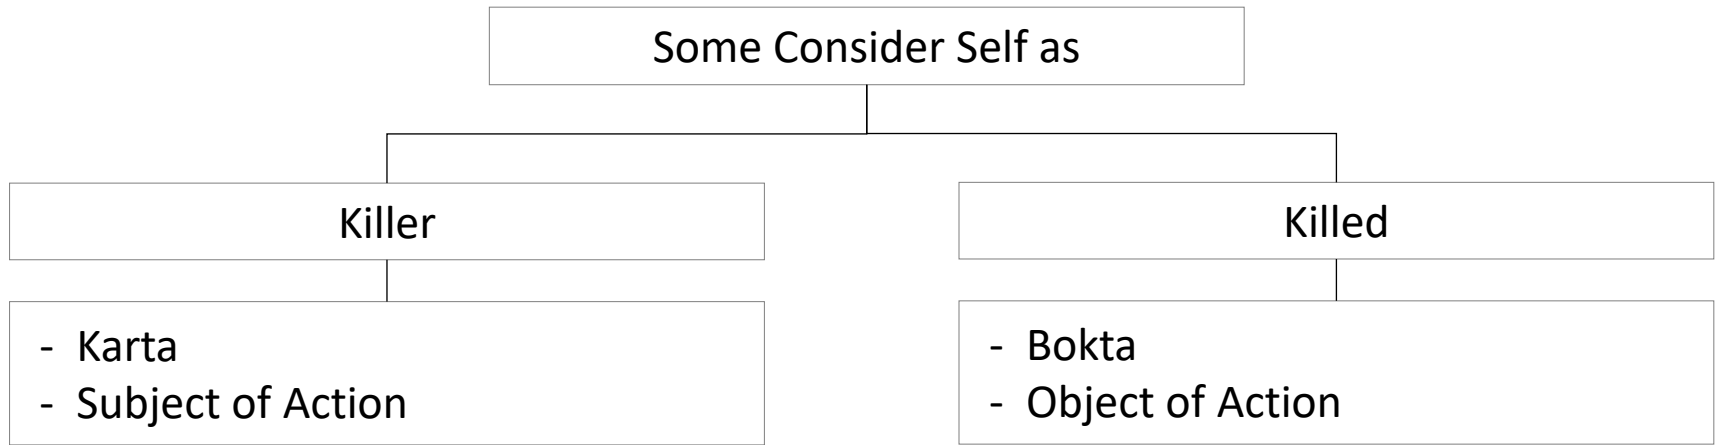 Some Consider Self as
Killer
Killed
- Karta
- Subject of Action
- Bokta
- Object of Action